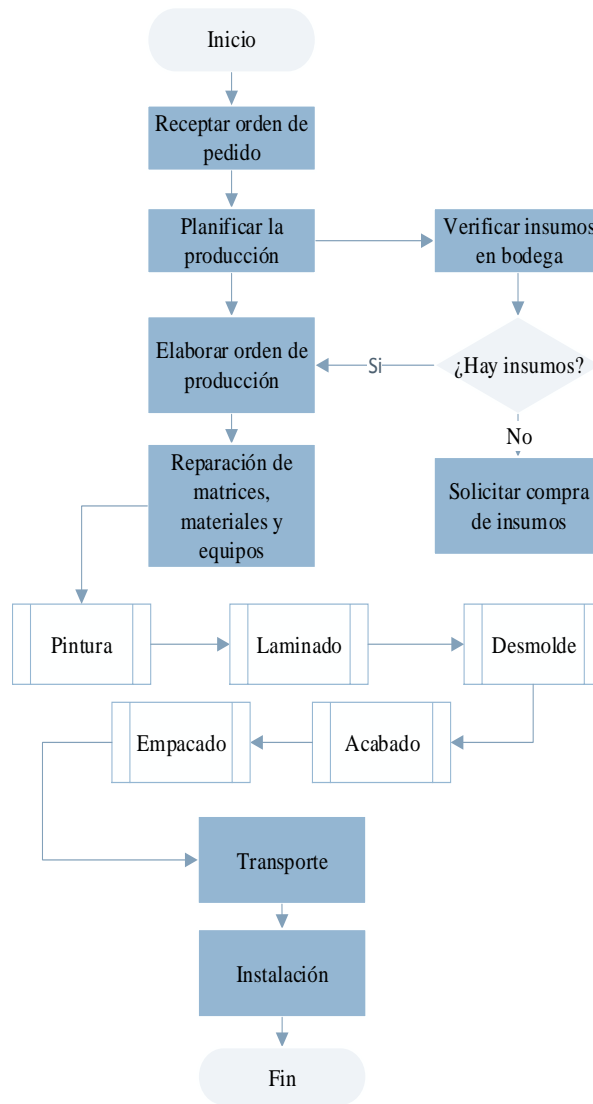 Inicio
Receptar orden de
pedido
Planificar la
producción
Verificar insumos
en bodega
Elaborar orden de
producción
Si
¿Hay insumos?
No
Reparación de
matrices,
materiales y
equipos
Solicitar compra
de insumos
Pintura
Laminado
Desmolde
Empacado
Acabado
Transporte
Instalación
Fin